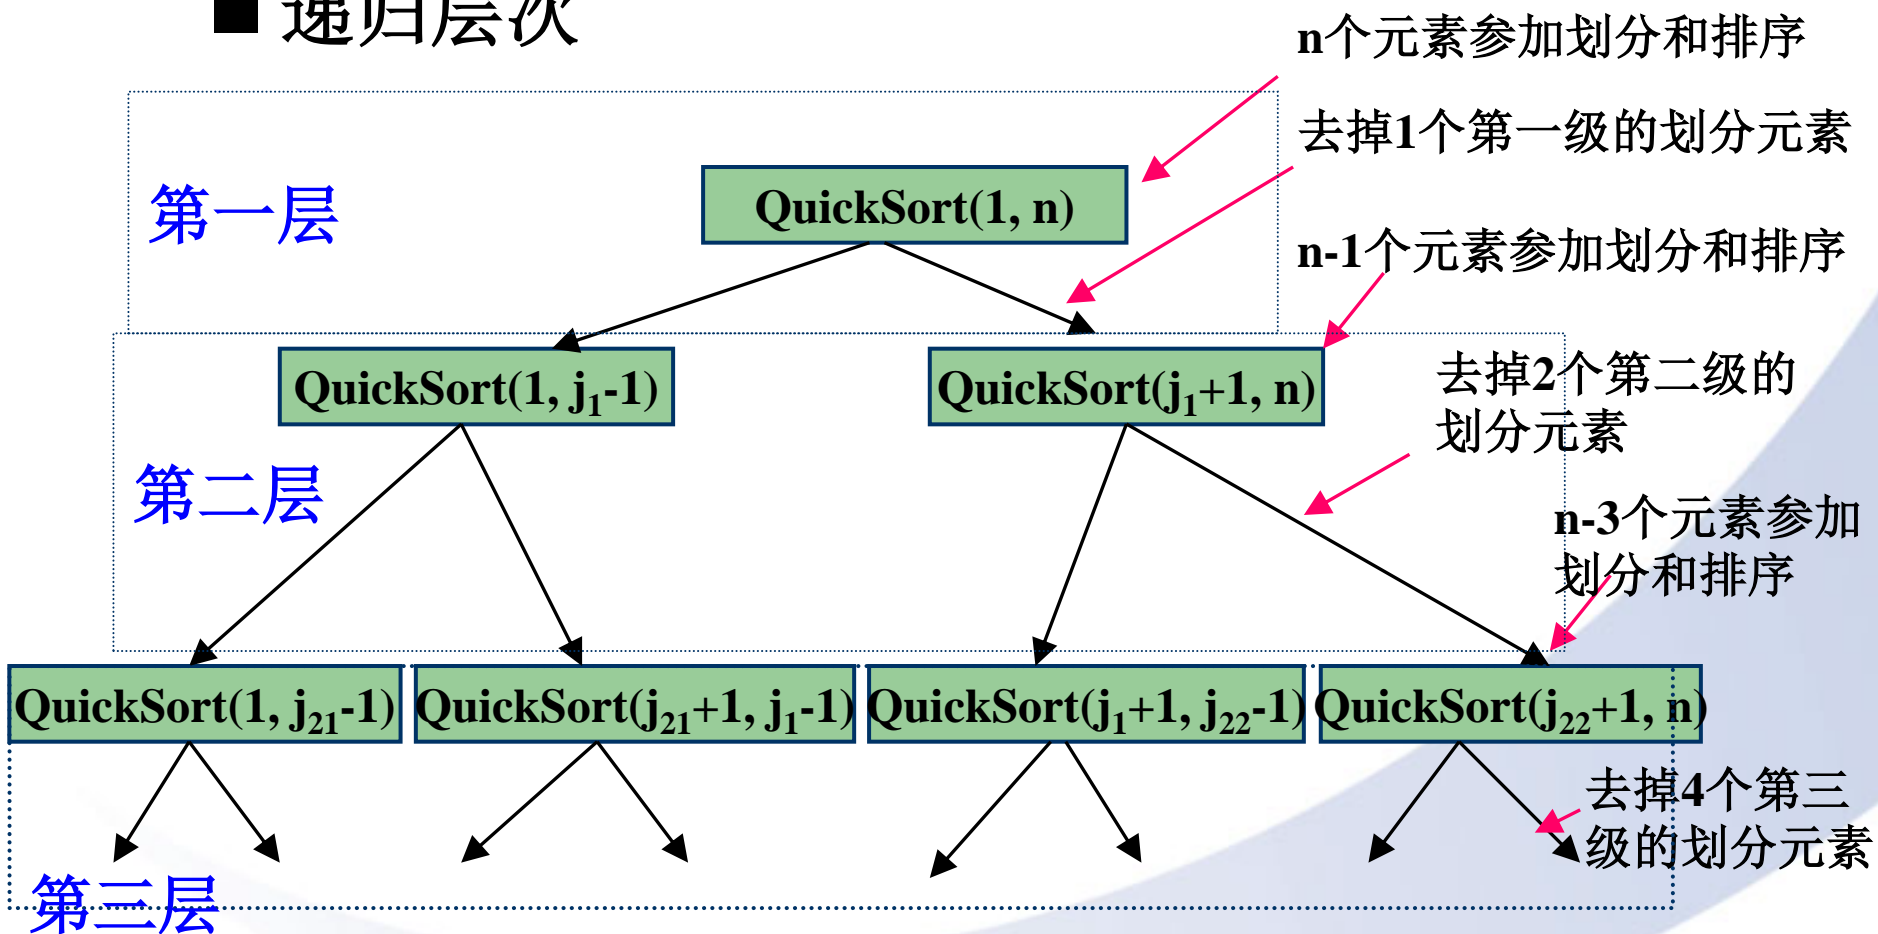 ■ 递归层次
n个元素参加划分和排序
去掉1个第一级的划分元素
第一层
QuickSort(1, n)
n-1个元素参加划分和排序
QuickSort(1, j₁-1)
QuickSort(j₁+1, n)
去掉2个第二级的
划分元素
第二层
n-3个元素参加
划分和排序
QuickSort(1, j₂₁-1)
QuickSort(j₂₁+1, j₁-1)
QuickSort(j₁+1, j₂₂-1)
QuickSort(j₂₂+1, n)
去掉4个第三
级的划分元素
第三层